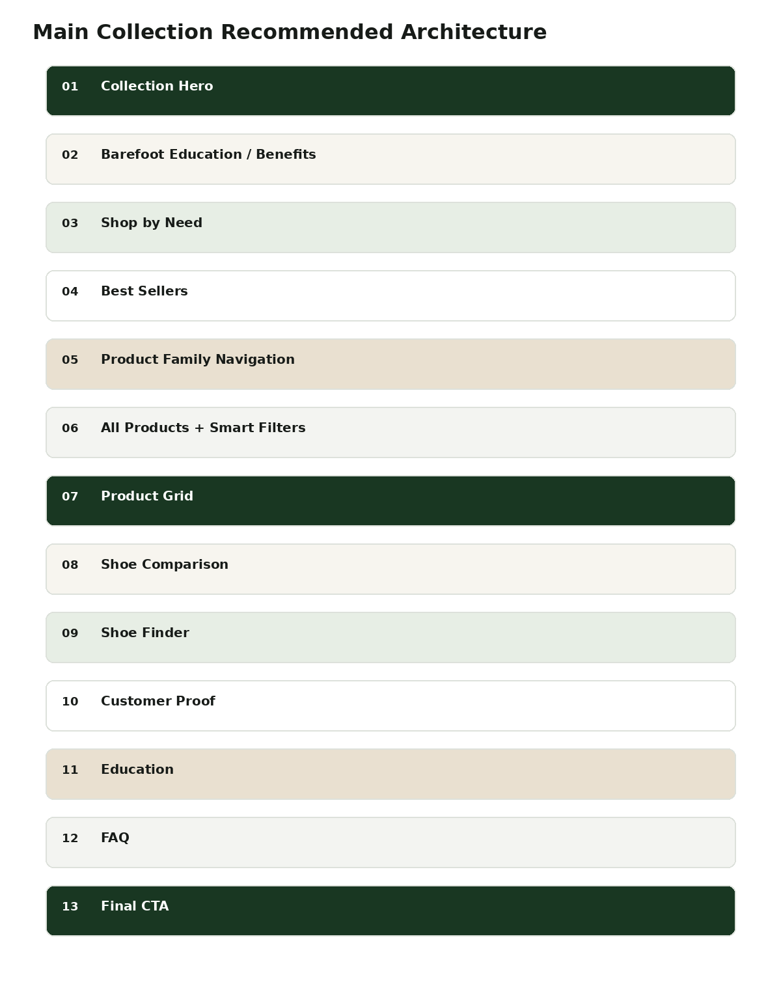 Main Collection Recommended Architecture
01 Collection Hero
02 Barefoot Education / Benefits
03 Shop by Need
04 Best Sellers
05 Product Family Navigation
06 All Products + Smart Filters
07 Product Grid
08 Shoe Comparison
09 Shoe Finder
10 Customer Proof
11 Education
12 FAQ
13 Final CTA